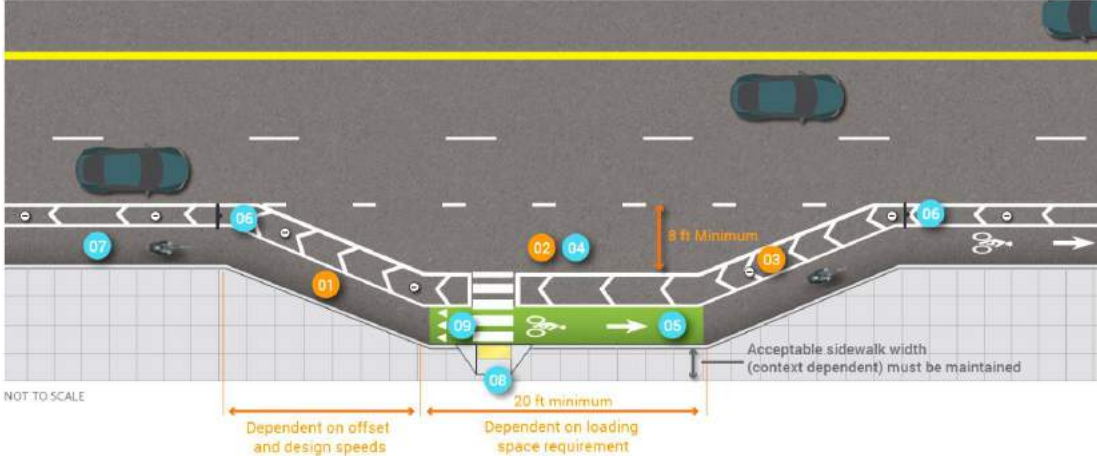 06
06
07
02 04
8 ft Minimum
03
01
09
05
Acceptable sidewalk width
(context dependent) must be maintained
08
NOT TO SCALE
20 ft minimum
Dependent on offset
and design speeds
Dependent on loading
space requirement